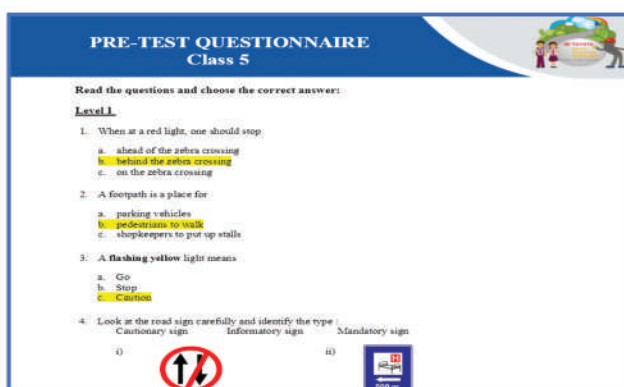 PRE-TEST QUESTIONNAIRE
Class 5
Read the questions and choose the correct answer:
Level 1
1. When at a red light, one should stop
a. ahead of the zebra crossing
b. behind the zebra crossing
c. on the zebra crossing
2. A footpath is a place for
a. parking vehicles
b. pedestrians to walk
c. shopkeepers to put up stalls
3. A flashing yellow light means
a. Go
b. Stop
c. Caution
4. Look at the road sign carefully and identify the type :
Cautionary sign Informatory sign Mandatory sign
i) ii)
H